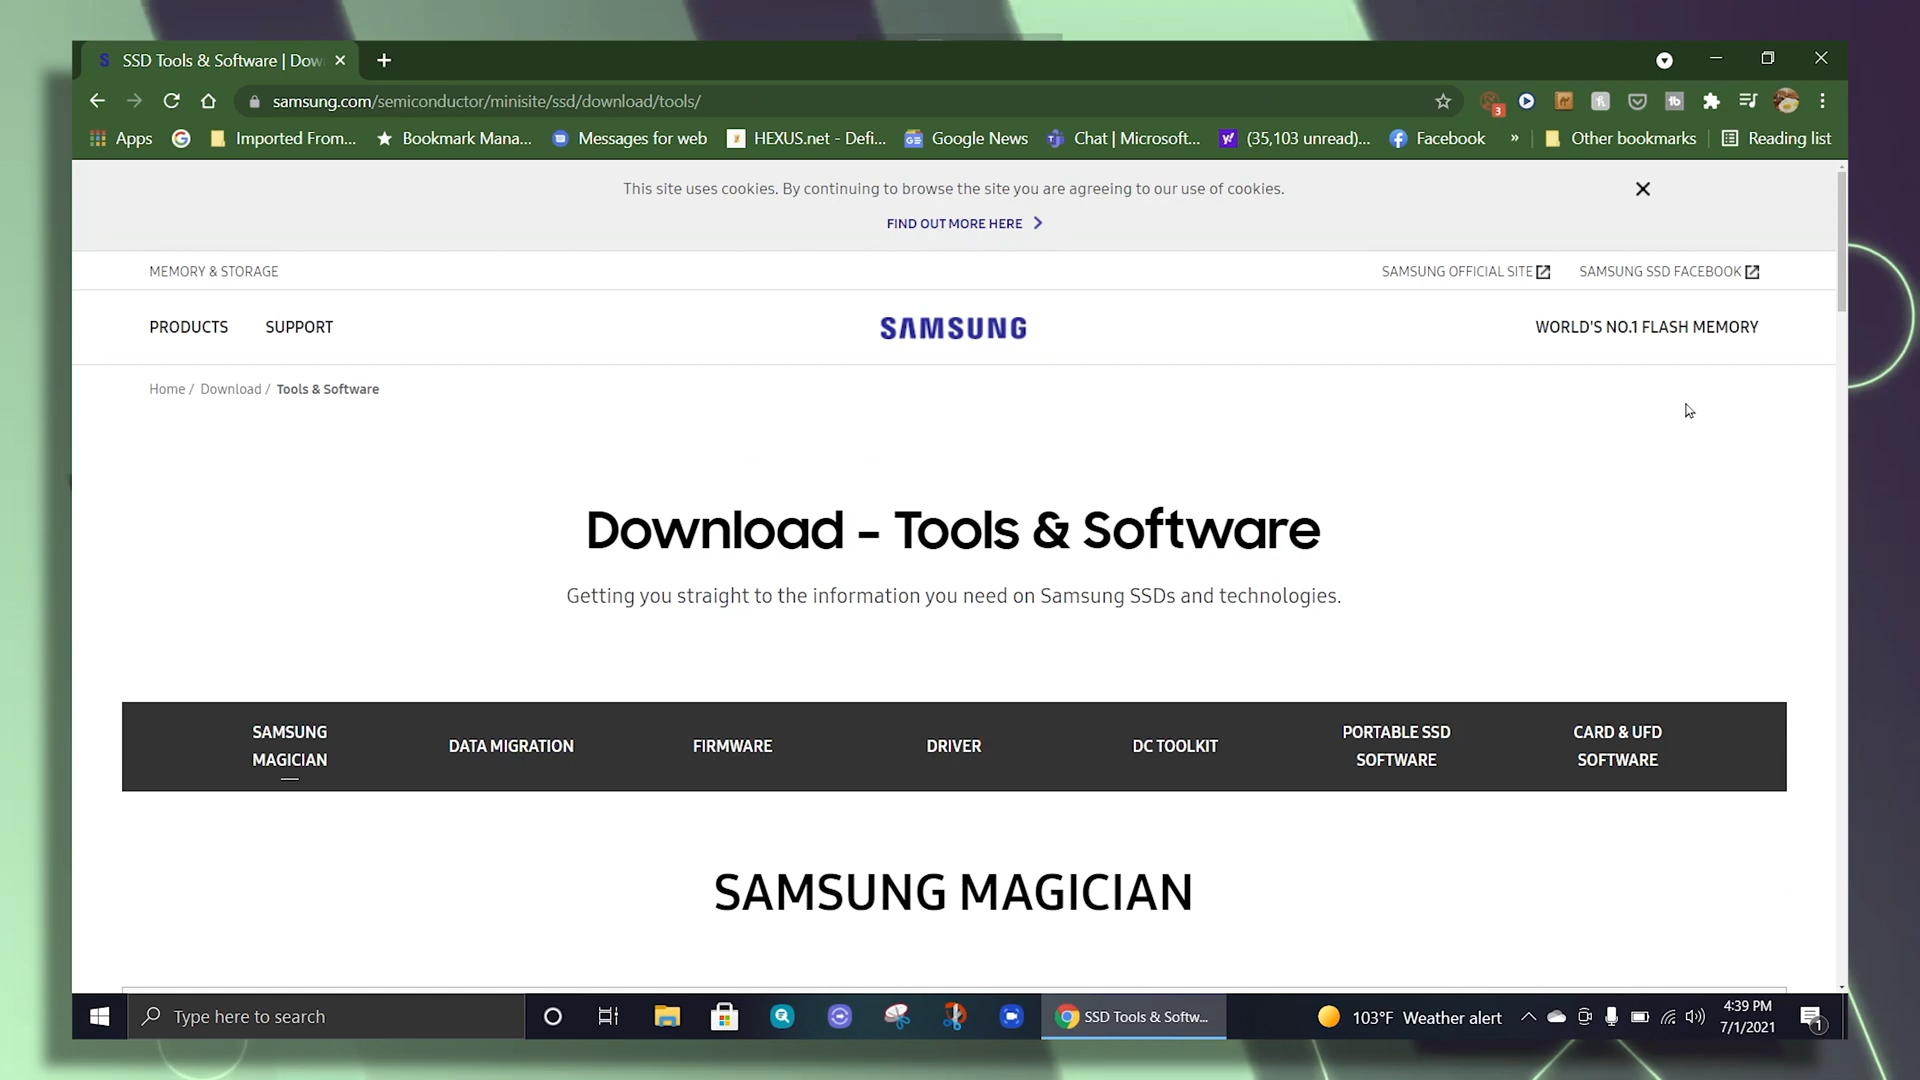 SSD Tools & Software | Dow
samsung.com/semiconductor/minisite/ssd/download/tools/
3
Apps Imported From... Bookmark Mana... Messages for web HEXUS.net - Defi... Google News Chat | Microsoft... (35,103 unread)... Facebook » Other bookmarks Reading list
This site uses cookies. By continuing to browse the site you are agreeing to our use of cookies.
FIND OUT MORE HERE
MEMORY & STORAGE SAMSUNG OFFICIAL SITE SAMSUNG SSD FACEBOOK
PRODUCTS SUPPORT SAMSUNG WORLD'S NO.1 FLASH MEMORY
Home / Download / Tools & Software
Download - Tools & Software
Getting you straight to the information you need on Samsung SSDs and technologies.
SAMSUNG MAGICIAN DATA MIGRATION FIRMWARE DRIVER DC TOOLKIT PORTABLE SSD SOFTWARE CARD & UFD SOFTWARE
SAMSUNG MAGICIAN
Type here to search SSD Tools & Softw... 103°F Weather alert 4:39 PM
7/1/2021
1